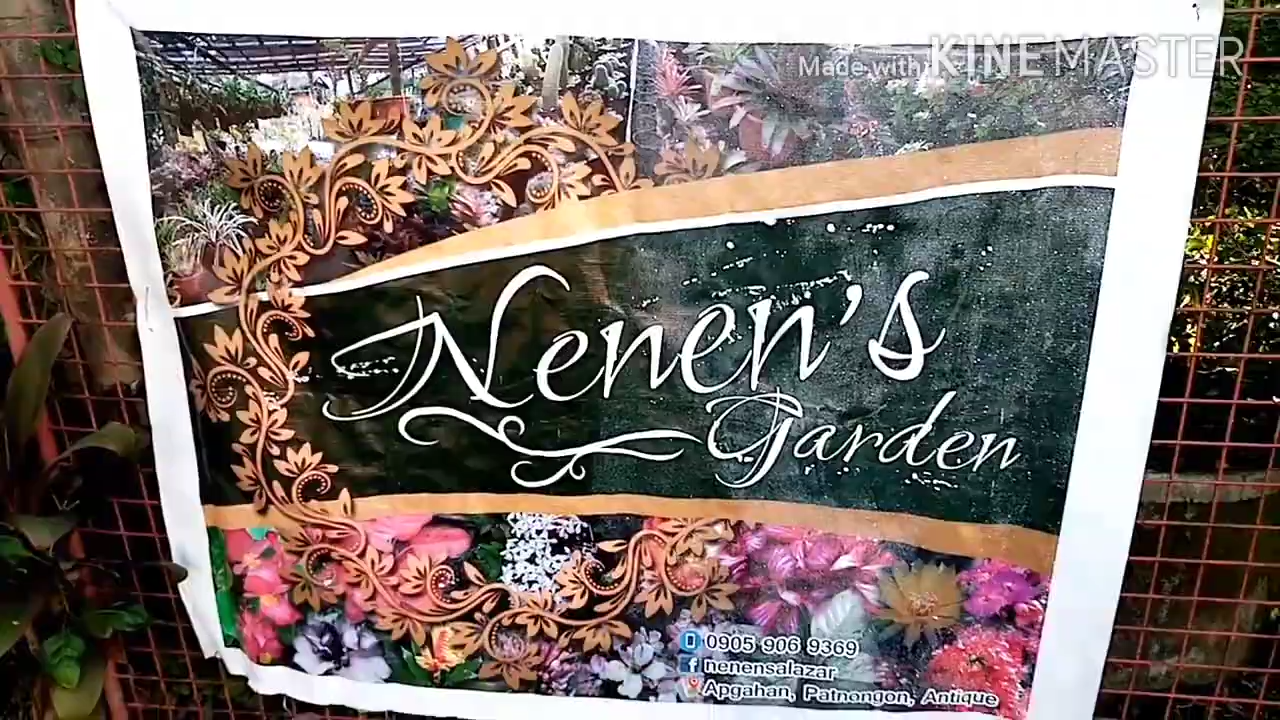 Made with KINEMASTER
Nenen's
Garden
0905 906 9369
nenensalazar
Apgahan, Patnongon, Antique